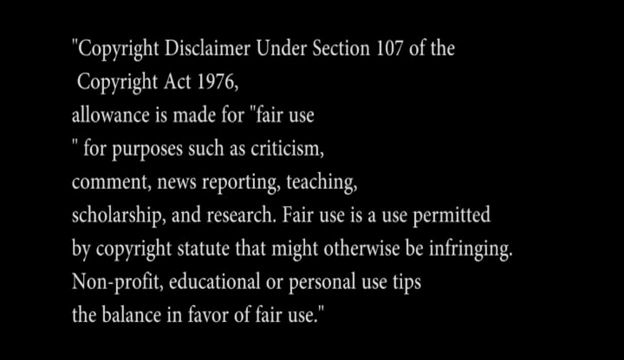 "Copyright Disclaimer Under Section 107 of the
Copyright Act 1976,
allowance is made for "fair use
" for purposes such as criticism,
comment, news reporting, teaching,
scholarship, and research. Fair use is a use permitted
by copyright statute that might otherwise be infringing.
Non-profit, educational or personal use tips
the balance in favor of fair use."